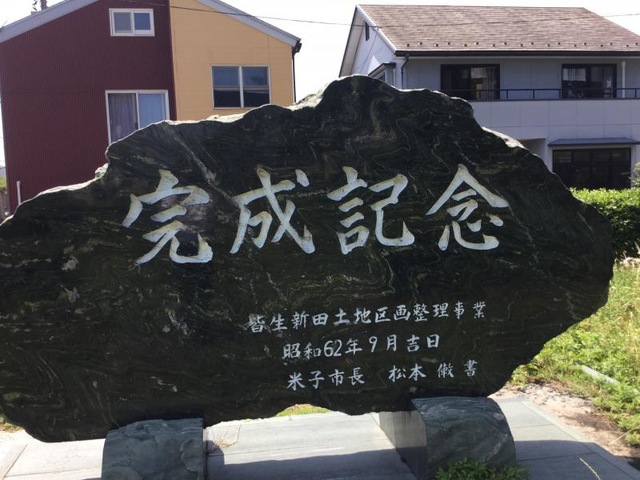 完成記念
皆生新田土地区画整理事業
昭和62年9月吉日
米子市長 松本 書